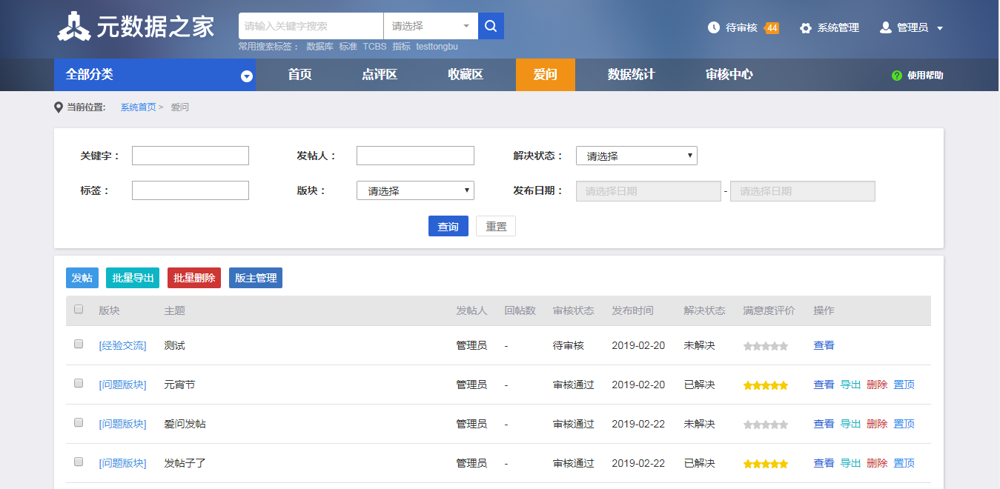 元数据之家
请输入关键字搜索 请选择
常用搜索标签： 数据库 标准 TCBS 指标 testtongbu
待审核 44 系统管理 管理员
全部分类 首页 点评区 收藏区 爱问 数据统计 审核中心 ? 使用帮助
当前位置: 系统首页 > 爱问
关键字： 发帖人： 解决状态： 请选择
标签： 版块： 请选择 发布日期： 请选择日期 - 请选择日期
查询 重置
发帖 批量导出 批量删除 版主管理
版块 主题 发帖人 回帖数 审核状态 发布时间 解决状态 满意度评价 操作
[经验交流] 测试 管理员 - 待审核 2019-02-20 未解决 查看
[问题版块] 元宵节 管理员 - 审核通过 2019-02-20 已解决 查看 导出 删除 置顶
[问题版块] 爱问发帖 管理员 - 审核通过 2019-02-22 未解决 查看 导出 删除 置顶
[问题版块] 发帖子了 管理员 - 审核通过 2019-02-22 已解决 查看 导出 删除 置顶